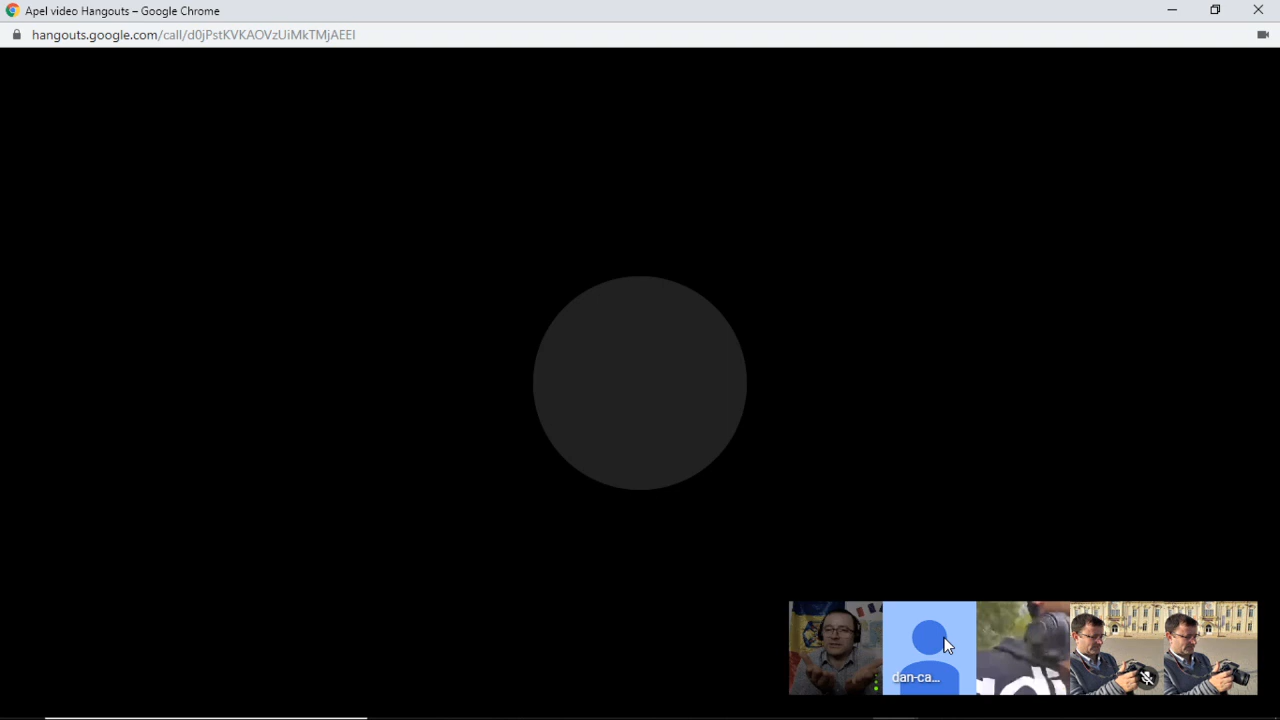 Apel video Hangouts – Google Chrome
hangouts.google.com/call/d0jPstKVKAOVzUiMkTMjAEEI
dan-ca...